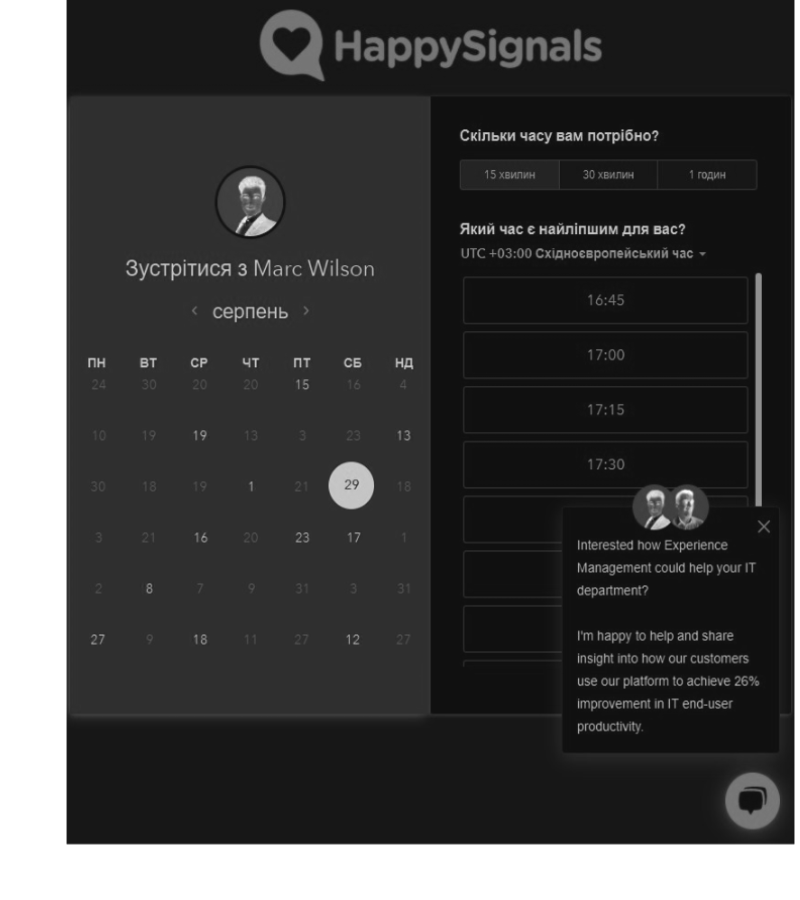 HappySignals
Зустрітися з Marc Wilson
серпень
ПН ВТ СР ЧТ ПТ СБ НД
24 30 20 20 15 16 4
10 19 19 13 3 23 13
30 18 19 1 21 29 18
3 21 16 20 23 17 1
2 8 7 9 31 3 31
27 9 18 11 27 12 27
Скільки часу вам потрібно?
15 хвилин 30 хвилин 1 годин
Який час є найліпшим для вас?
UTC +03:00 Східноєвропейський час
16:45
17:00
17:15
17:30
Interested how Experience
Management could help your IT
department?
I'm happy to help and share
insight into how our customers
use our platform to achieve 26%
improvement in IT end-user
productivity.